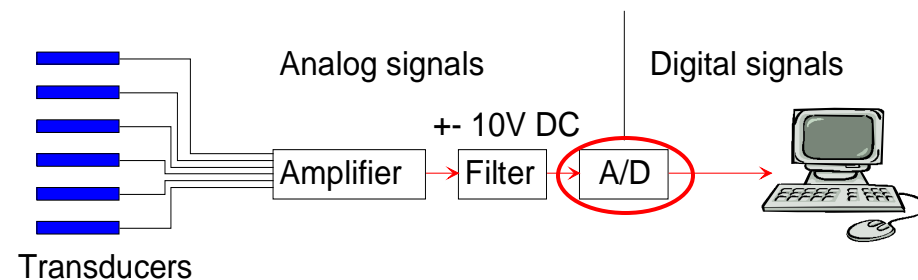 Analog signals
Digital signals
+- 10V DC
Amplifier
Filter
A/D
Transducers